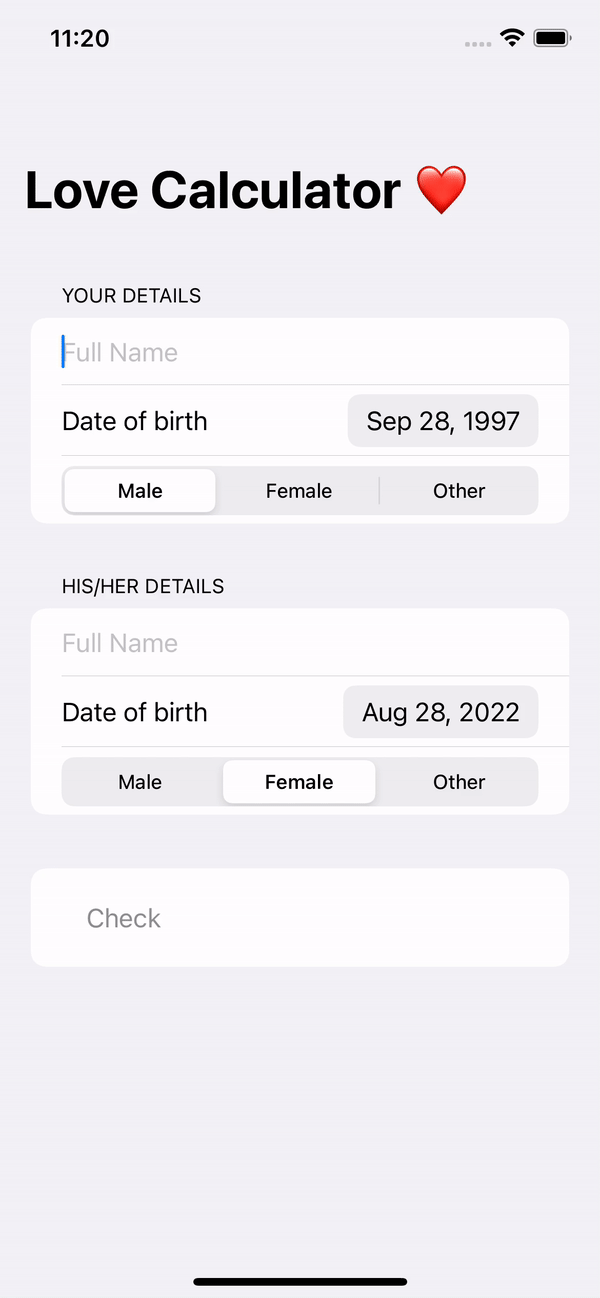 11:20
Love Calculator ❤️
YOUR DETAILS
Full Name
Date of birth Sep 28, 1997
Male Female Other
HIS/HER DETAILS
Full Name
Date of birth Aug 28, 2022
Male Female Other
Check